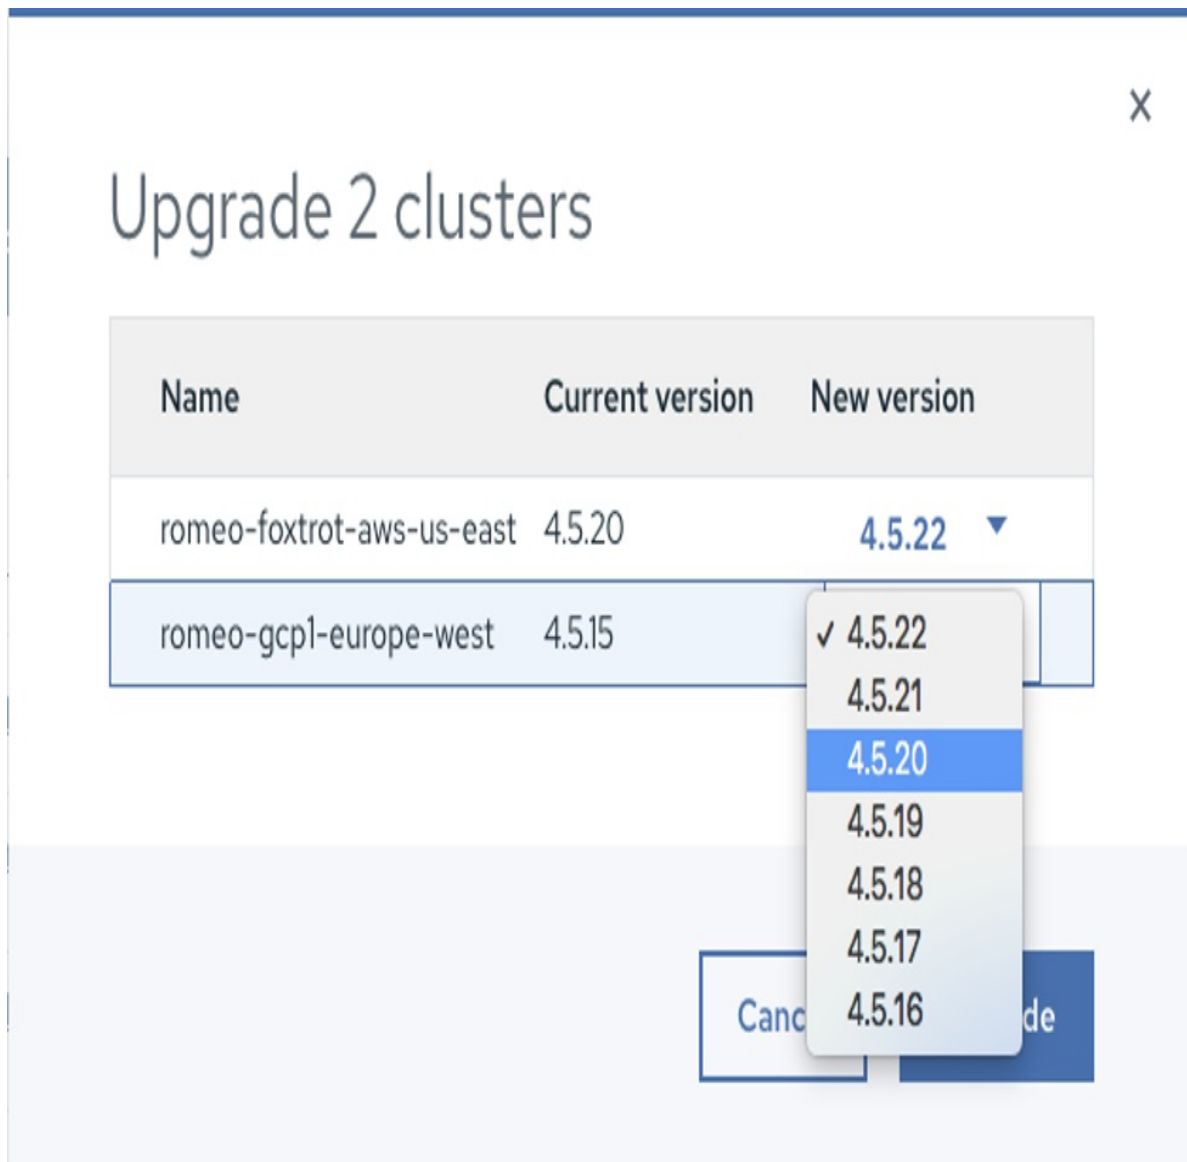 X
Upgrade 2 clusters
Name Current version New version
romeo-foxtrot-aws-us-east 4.5.20 4.5.22
romeo-gcp1-europe-west 4.5.15
✓ 4.5.22
4.5.21
4.5.20
4.5.19
4.5.18
4.5.17
4.5.16
Canc de